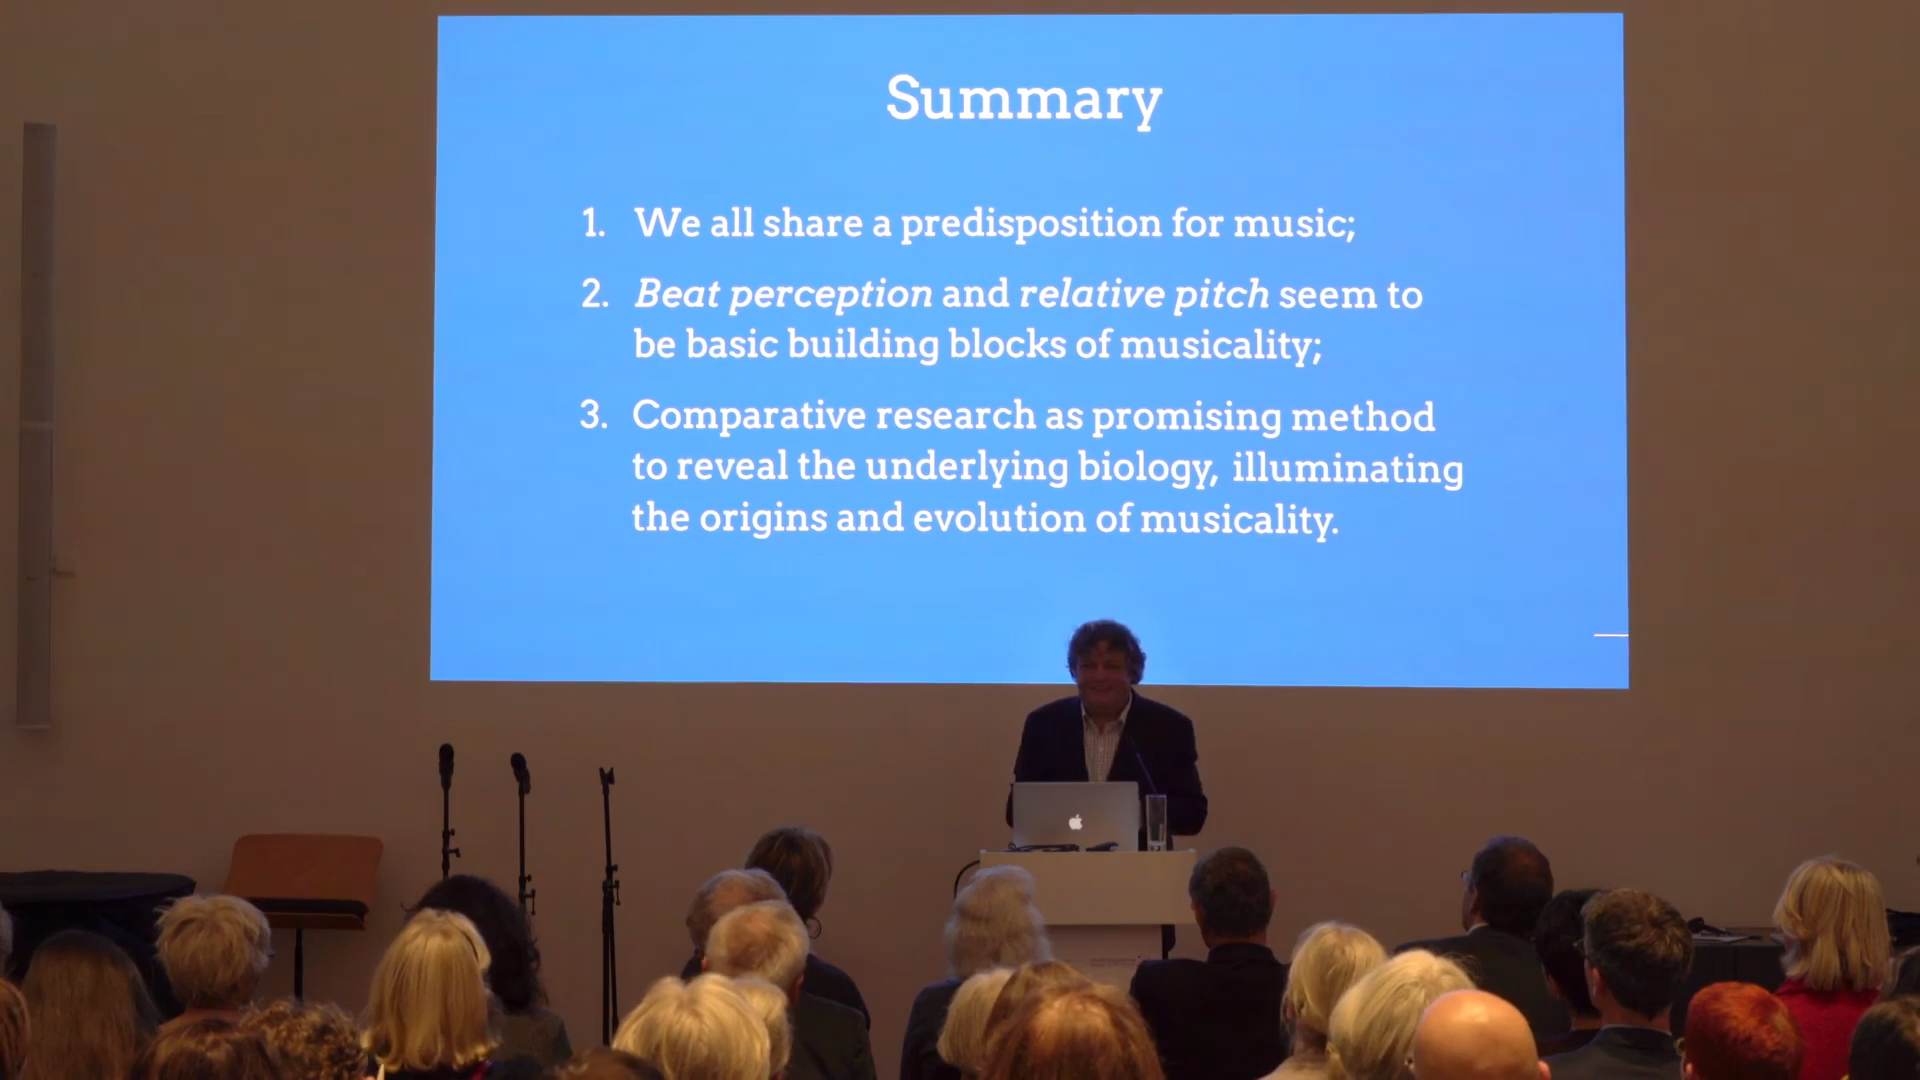 Summary
1. We all share a predisposition for music;
2. Beat perception and relative pitch seem to
be basic building blocks of musicality;
3. Comparative research as promising method
to reveal the underlying biology, illuminating
the origins and evolution of musicality.